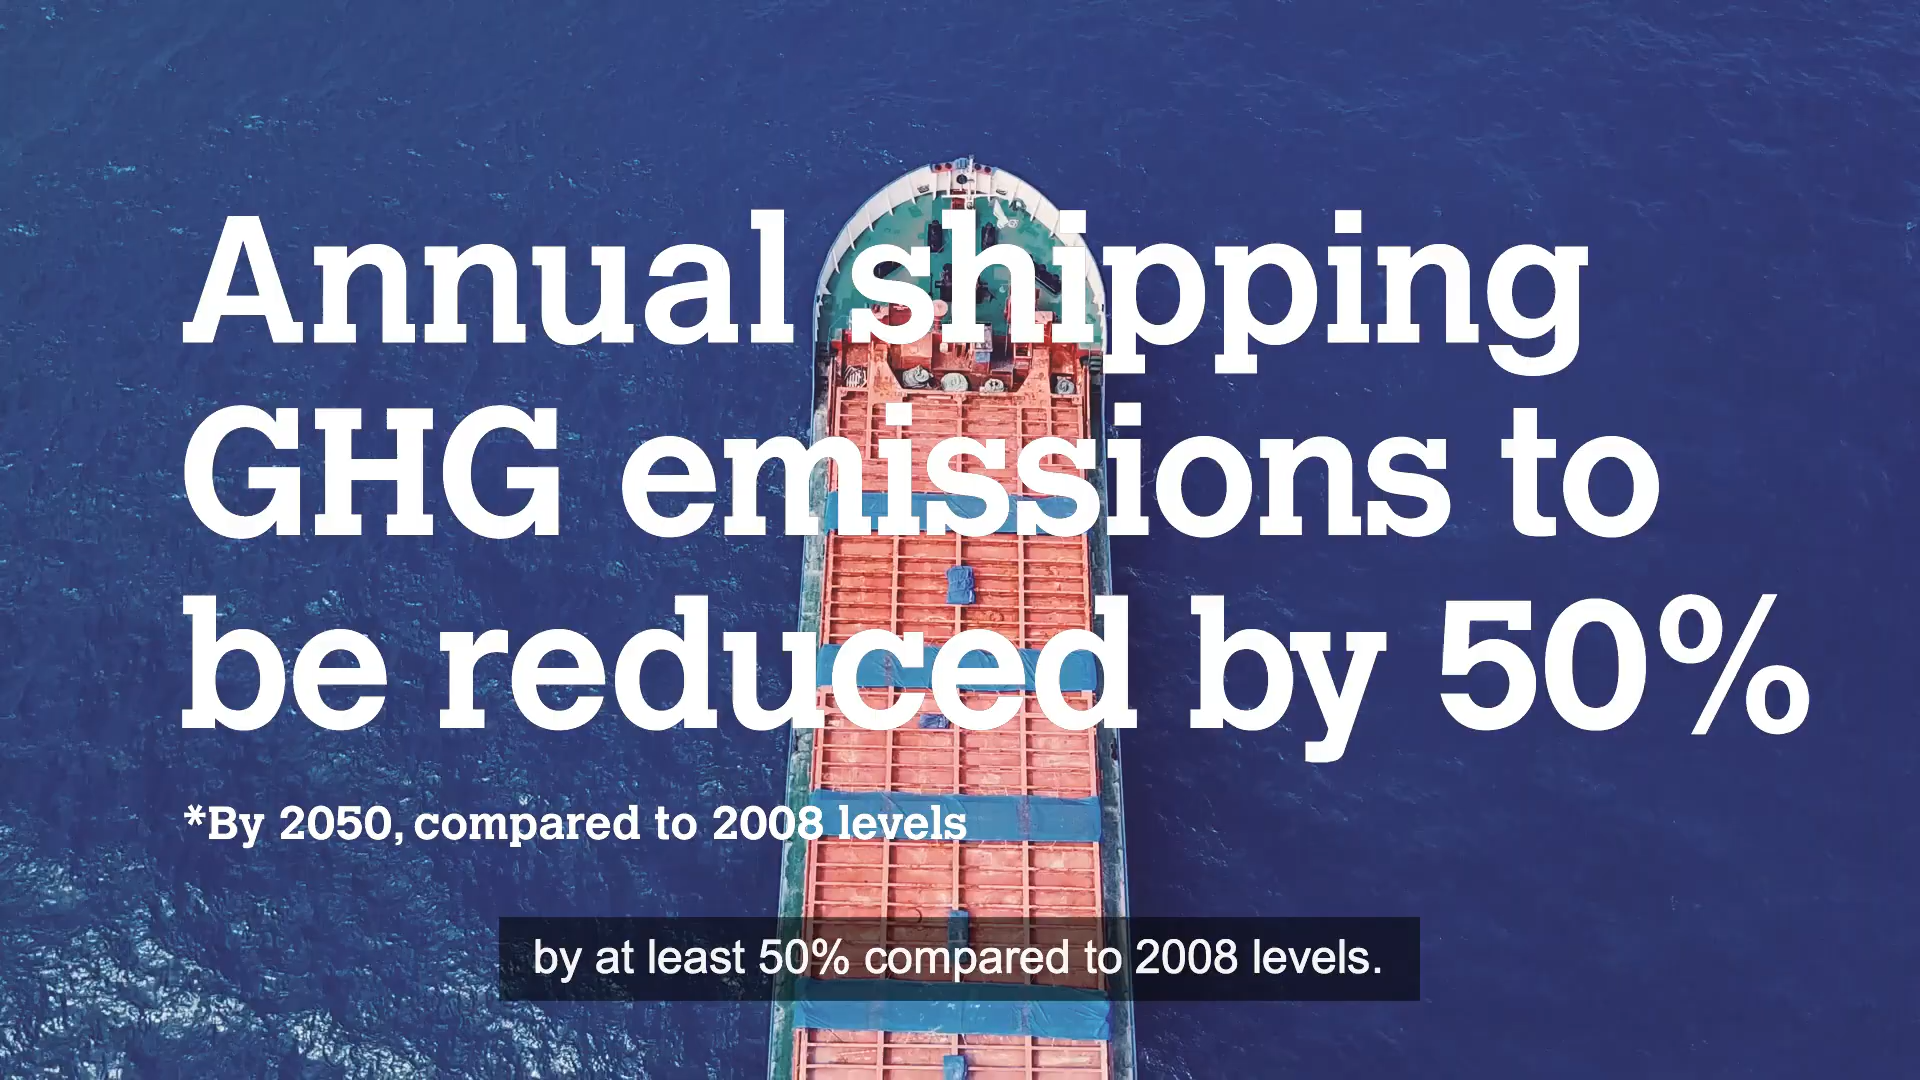 Annual shipping
GHG emissions to
be reduced by 50%
*By 2050, compared to 2008 levels
by at least 50% compared to 2008 levels.